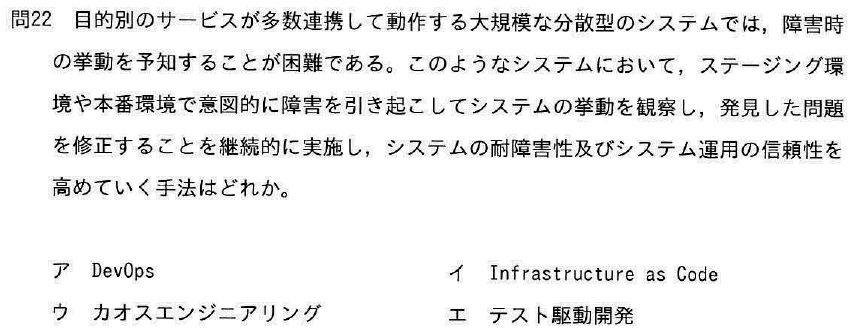 問22 目的別のサービスが多数連携して動作する大規模な分散型のシステムでは，障害時
の挙動を予知することが困難である。このようなシステムにおいて，ステージング環
境や本番環境で意図的に障害を引き起こしてシステムの挙動を観察し，発見した問題
を修正することを継続的に実施し，システムの耐障害性及びシステム運用の信頼性を
高めていく手法はどれか。
ア DevOps イ Infrastructure as Code
ウ カオスエンジニアリング エ テスト駆動開発